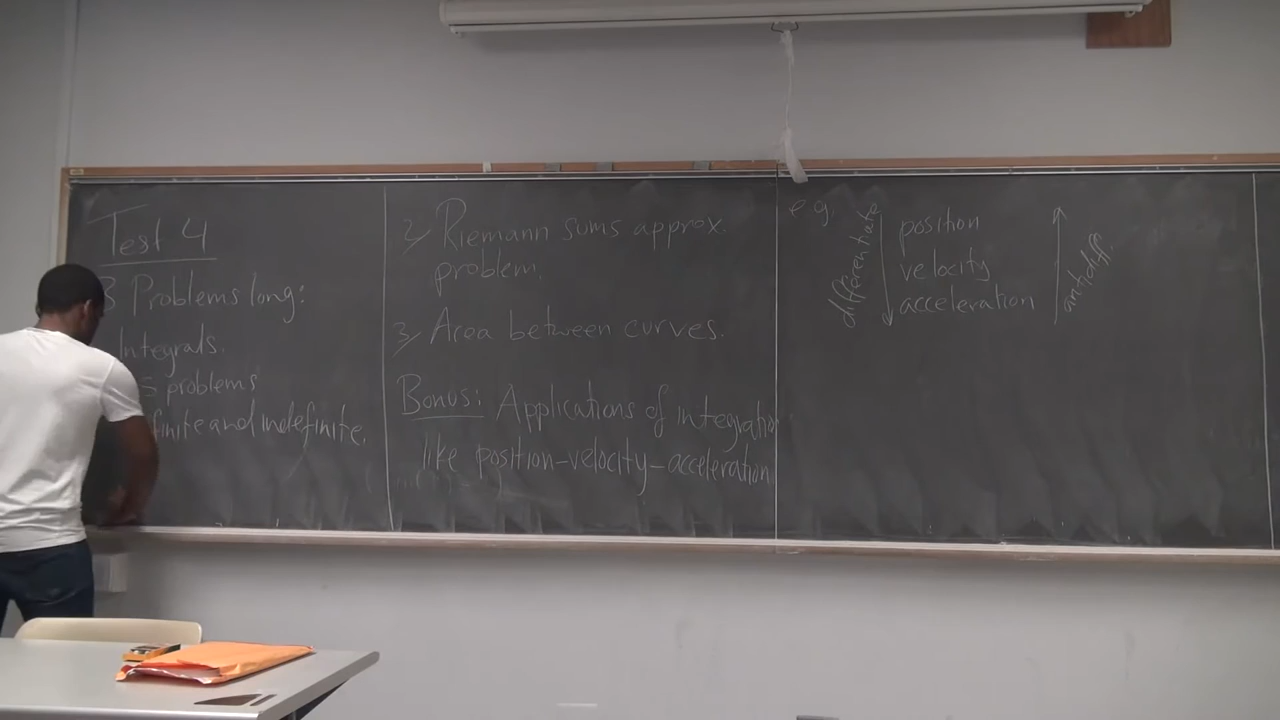 Test 4
3 Problems long:
Integrals.
5 problems
finite and indefinite.
2) Riemann sums approx.
problem.
3) Area between curves.
Bonus: Applications of integration
like position-velocity-acceleration
e.g.
differentiate
position
velocity
acceleration
antidiff.